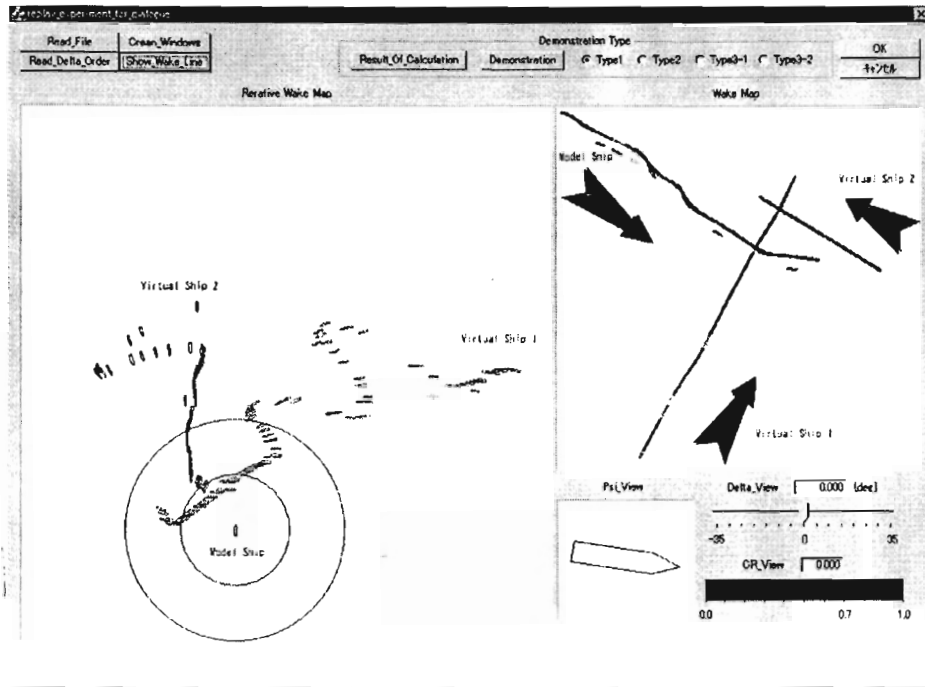 replay_experiment_for_dialogue
Read_File
Crean_Windows
Read_Delta_Order
Show_Wake_Line
Demonstration Type
Result_Of_Calculation
Demonstration
Type1
Type2
Type3-1
Type3-2
OK
キャンセル
Rerative Wake Map
Wake Map
Virtual Ship 2
Virtual Ship 1
Model Ship
Model Ship
Virtual Ship 2
Virtual Ship 1
Psi_View
Delta_View
0.000
[deg]
-35
0
35
CR_View
0.000
0.0
0.7
1.0